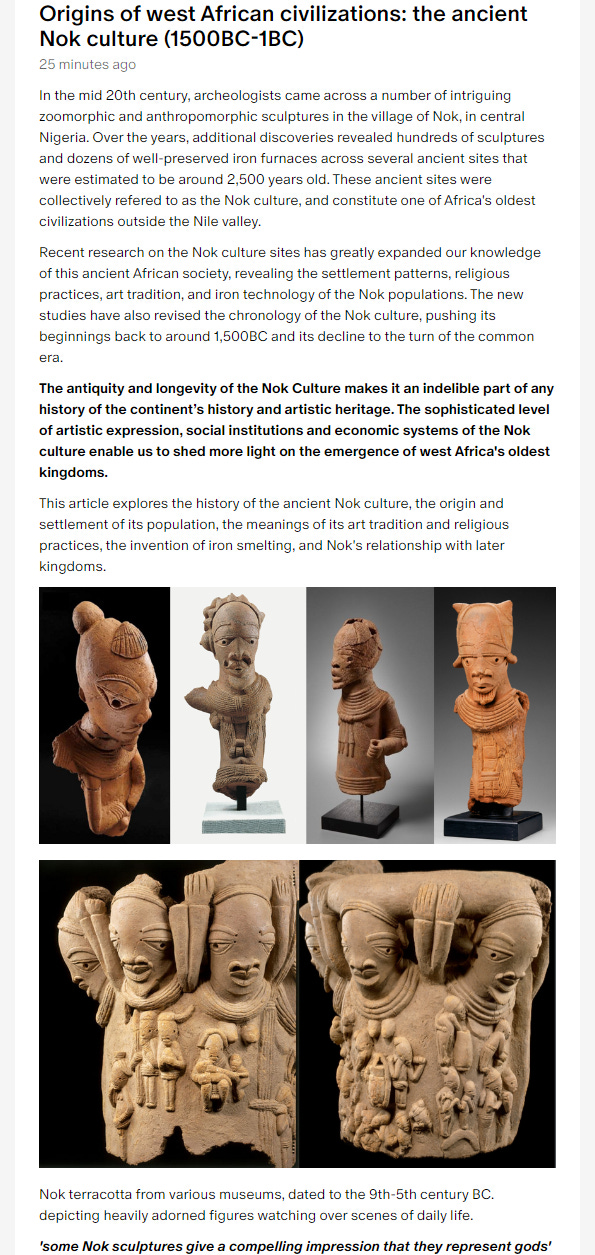 Origins of west African civilizations: the ancient
Nok culture (1500BC-1BC)
25 minutes ago
In the mid 20th century, archeologists came across a number of intriguing
zoomorphic and anthropomorphic sculptures in the village of Nok, in central
Nigeria. Over the years, additional discoveries revealed hundreds of sculptures
and dozens of well-preserved iron furnaces across several ancient sites that
were estimated to be around 2,500 years old. These ancient sites were
collectively refered to as the Nok culture, and constitute one of Africa's oldest
civilizations outside the Nile valley.
Recent research on the Nok culture sites has greatly expanded our knowledge
of this ancient African society, revealing the settlement patterns, religious
practices, art tradition, and iron technology of the Nok populations. The new
studies have also revised the chronology of the Nok culture, pushing its
beginnings back to around 1,500BC and its decline to the turn of the common
era.
The antiquity and longevity of the Nok Culture makes it an indelible part of any
history of the continent’s history and artistic heritage. The sophisticated level
of artistic expression, social institutions and economic systems of the Nok
culture enable us to shed more light on the emergence of west Africa's oldest
kingdoms.
This article explores the history of the ancient Nok culture, the origin and
settlement of its population, the meanings of its art tradition and religious
practices, the invention of iron smelting, and Nok's relationship with later
kingdoms.
Nok terracotta from various museums, dated to the 9th-5th century BC.
depicting heavily adorned figures watching over scenes of daily life.
'some Nok sculptures give a compelling impression that they represent gods'